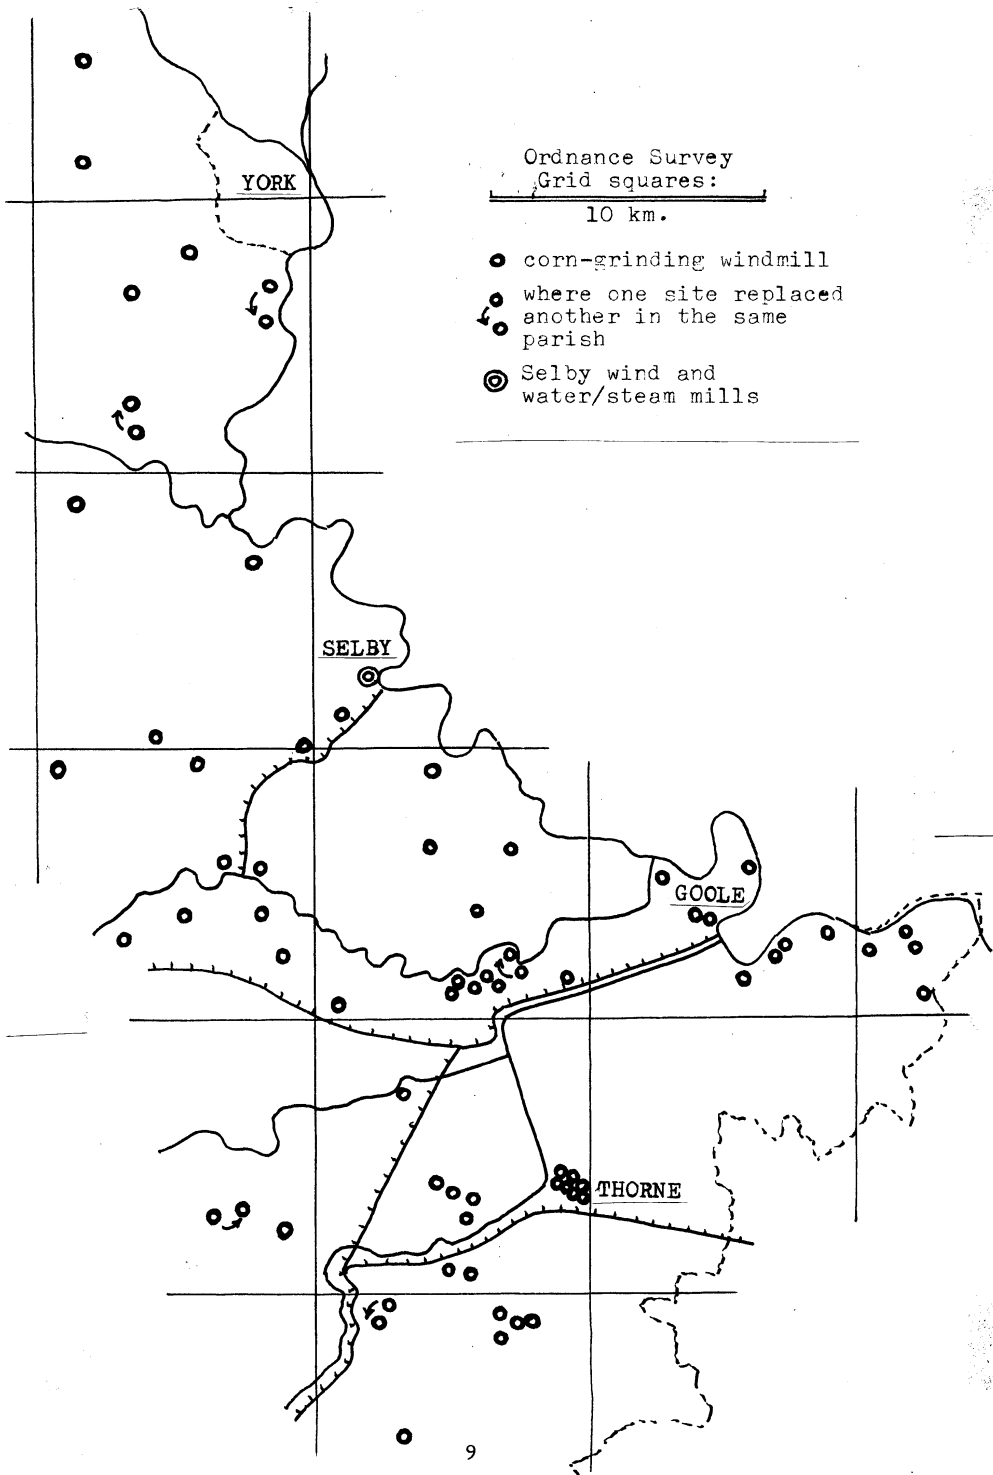 Ordnance Survey
Grid squares:
10 km.
YORK
corn-grinding windmill
where one site replaced
another in the same
parish
Selby wind and
water/steam mills
SELBY
GOOLE
THORNE
9